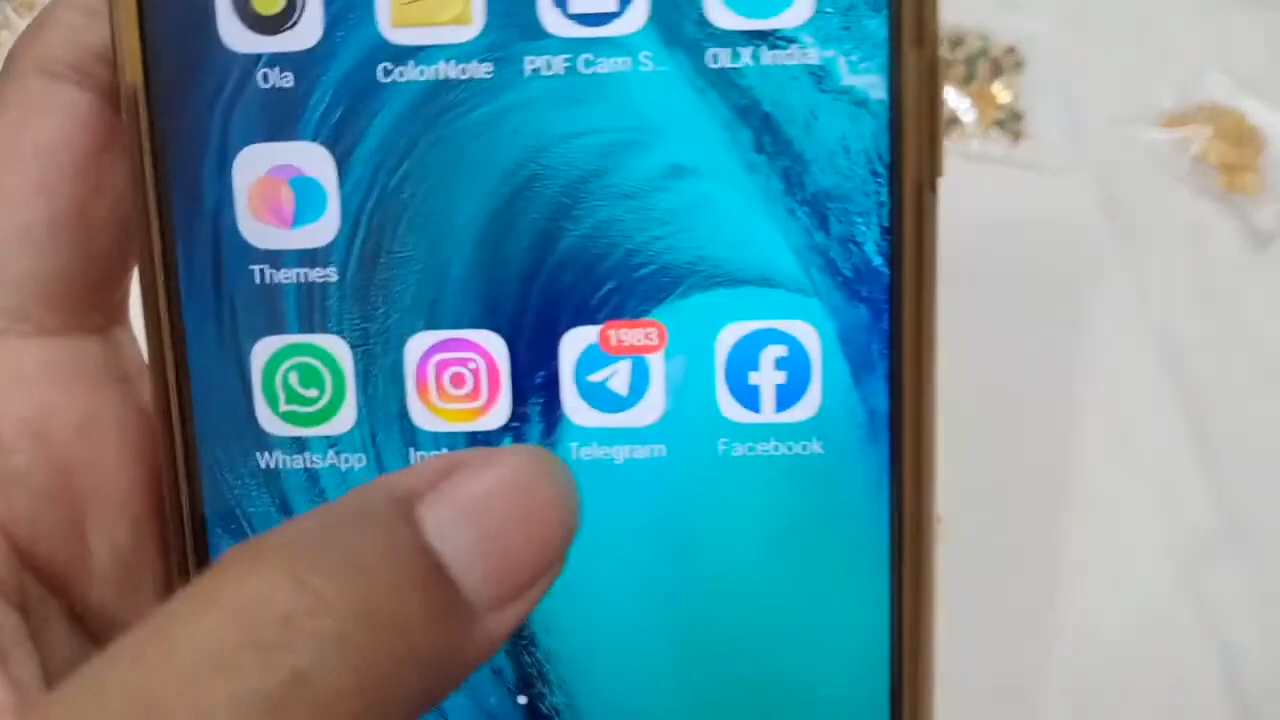 Ola ColorNote PDF Cam S... OLX India
Themes
1983
WhatsApp Telegram Facebook